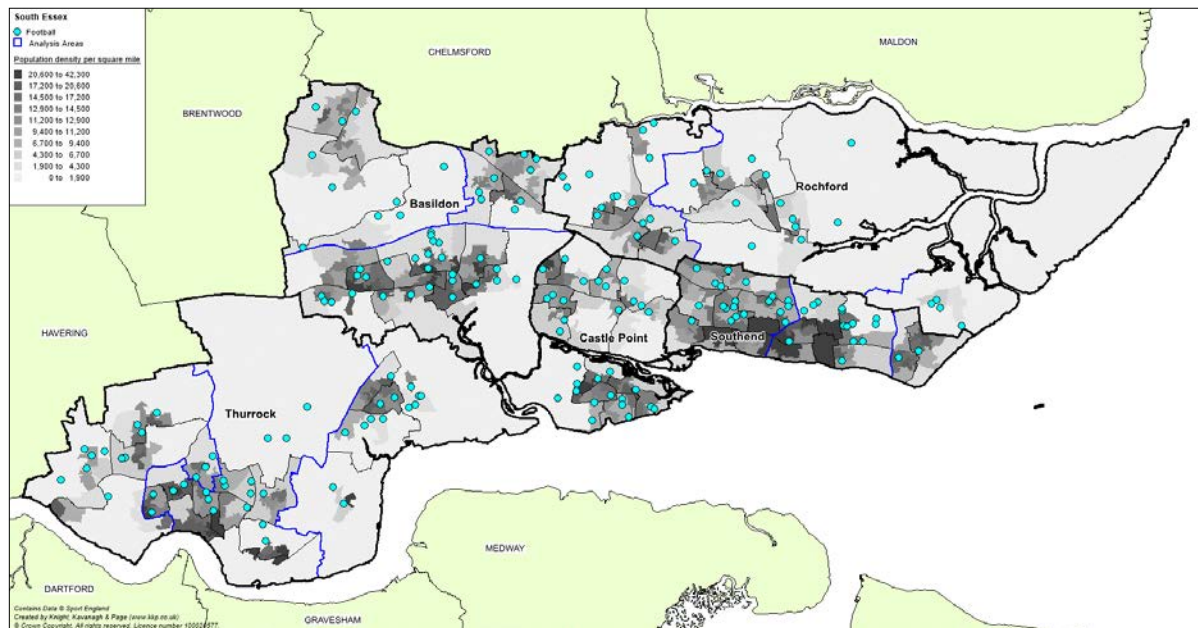 South Essex
Football
Analysis Areas
Population density per square mile
20,600 to 42,300
17,200 to 20,600
14,500 to 17,200
12,900 to 14,500
11,200 to 12,900
9,400 to 11,200
6,700 to 9,400
4,300 to 6,700
1,900 to 4,300
0 to 1,900
MALDON
CHELMSFORD
BRENTWOOD
Rochford
Basildon
HAVERING
Castle Point
Southend
Thurrock
MEDWAY
DARTFORD
GRAVESHAM
Contains Data © Sport England
Created by Knight, Kavanagh & Page (www.kkp.co.uk)
© Crown Copyright. All rights reserved. Licence number